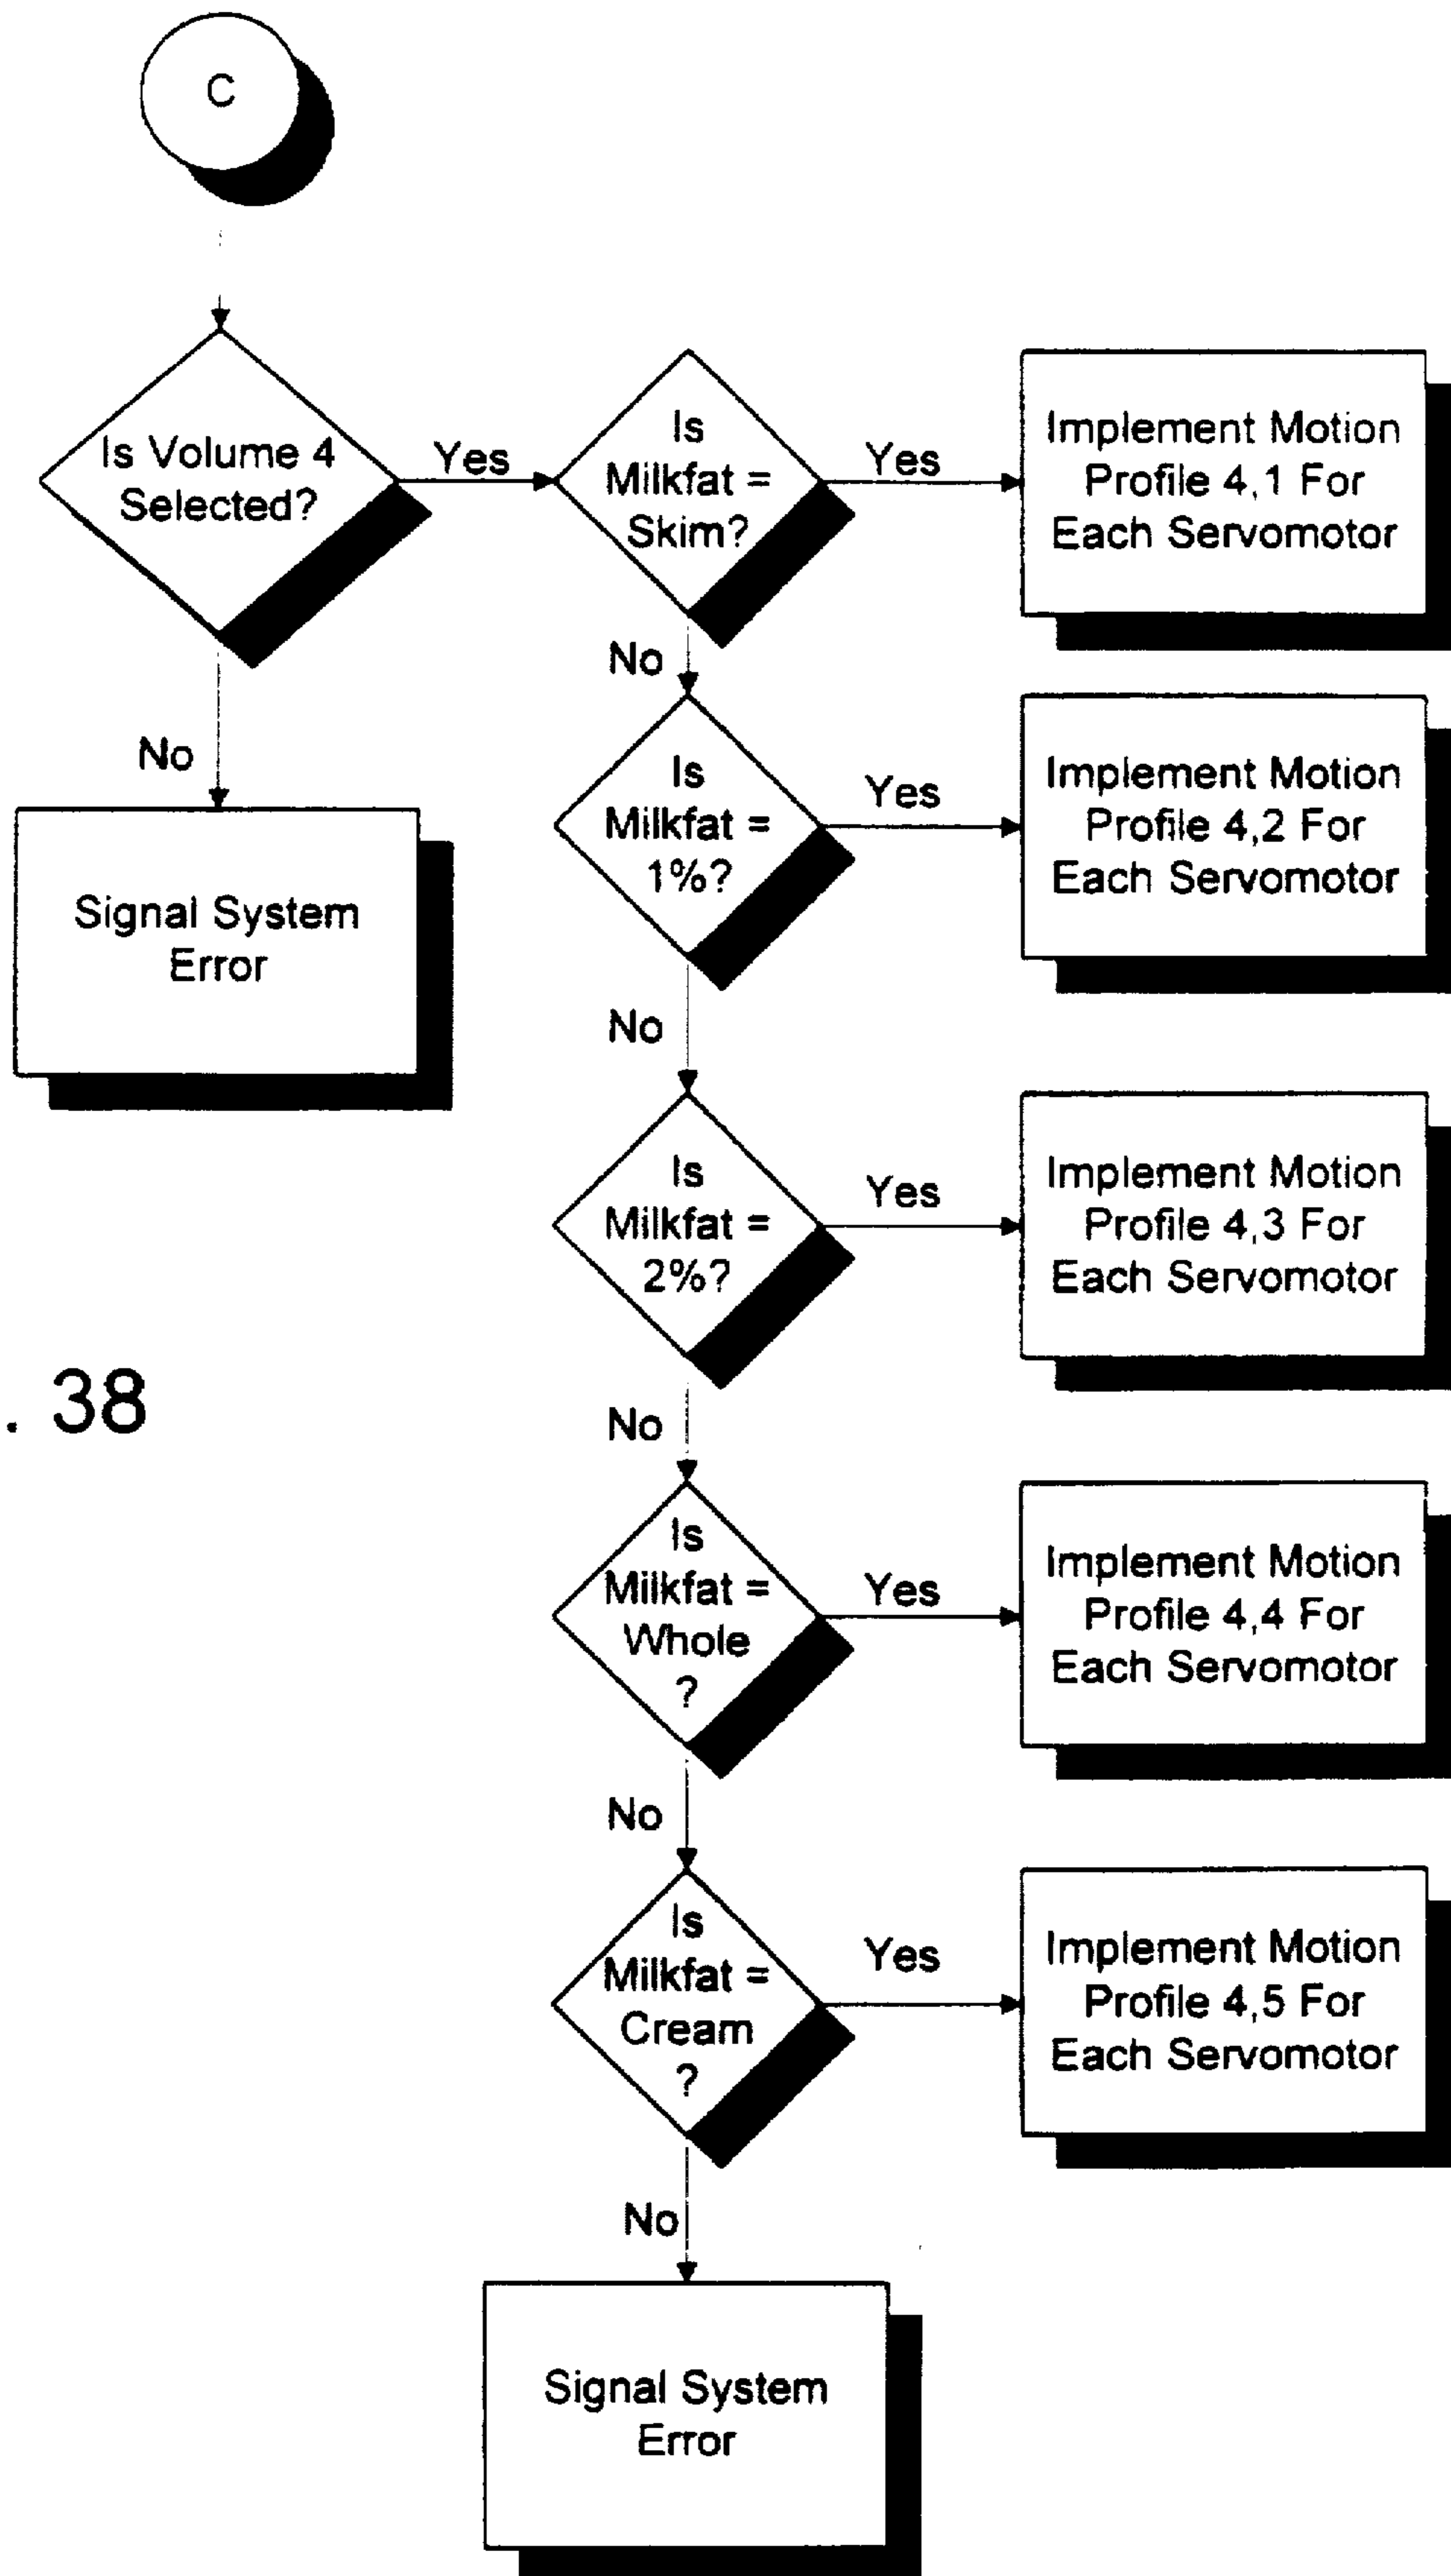 C
Is Volume 4
Selected?
Yes
Is
Milkfat =
Skim?
Yes
Implement Motion
Profile 4,1 For
Each Servomotor
No
No
Is
Milkfat =
1%?
Yes
Implement Motion
Profile 4,2 For
Each Servomotor
Signal System
Error
No
Is
Milkfat =
2%?
Yes
Implement Motion
Profile 4,3 For
Each Servomotor
. 38
No
Is
Milkfat =
Whole
?
Yes
Implement Motion
Profile 4,4 For
Each Servomotor
No
Is
Milkfat =
Cream
?
Yes
Implement Motion
Profile 4,5 For
Each Servomotor
No
Signal System
Error